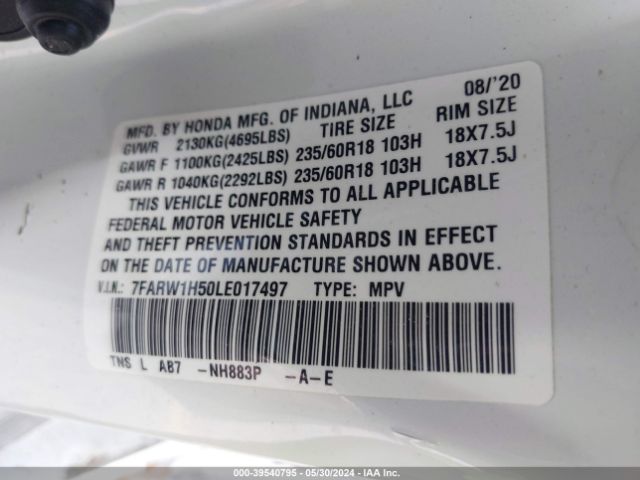 MFD. BY HONDA MFG. OF INDIANA, LLC 08/'20
GVWR 2130KG(4695LBS) TIRE SIZE RIM SIZE
GAWR F 1100KG(2425LBS) 235/60R18 103H 18X7.5J
GAWR R 1040KG(2292LBS) 235/60R18 103H 18X7.5J
THIS VEHICLE CONFORMS TO ALL APPLICABLE
FEDERAL MOTOR VEHICLE SAFETY
AND THEFT PREVENTION STANDARDS IN EFFECT
ON THE DATE OF MANUFACTURE SHOWN ABOVE.
V.I.N.: 7FARW1H50LE017497 TYPE: MPV
TNS L AB7 -NH883P -A-E
000-39540795 - 05/30/2024 - IAA Inc.